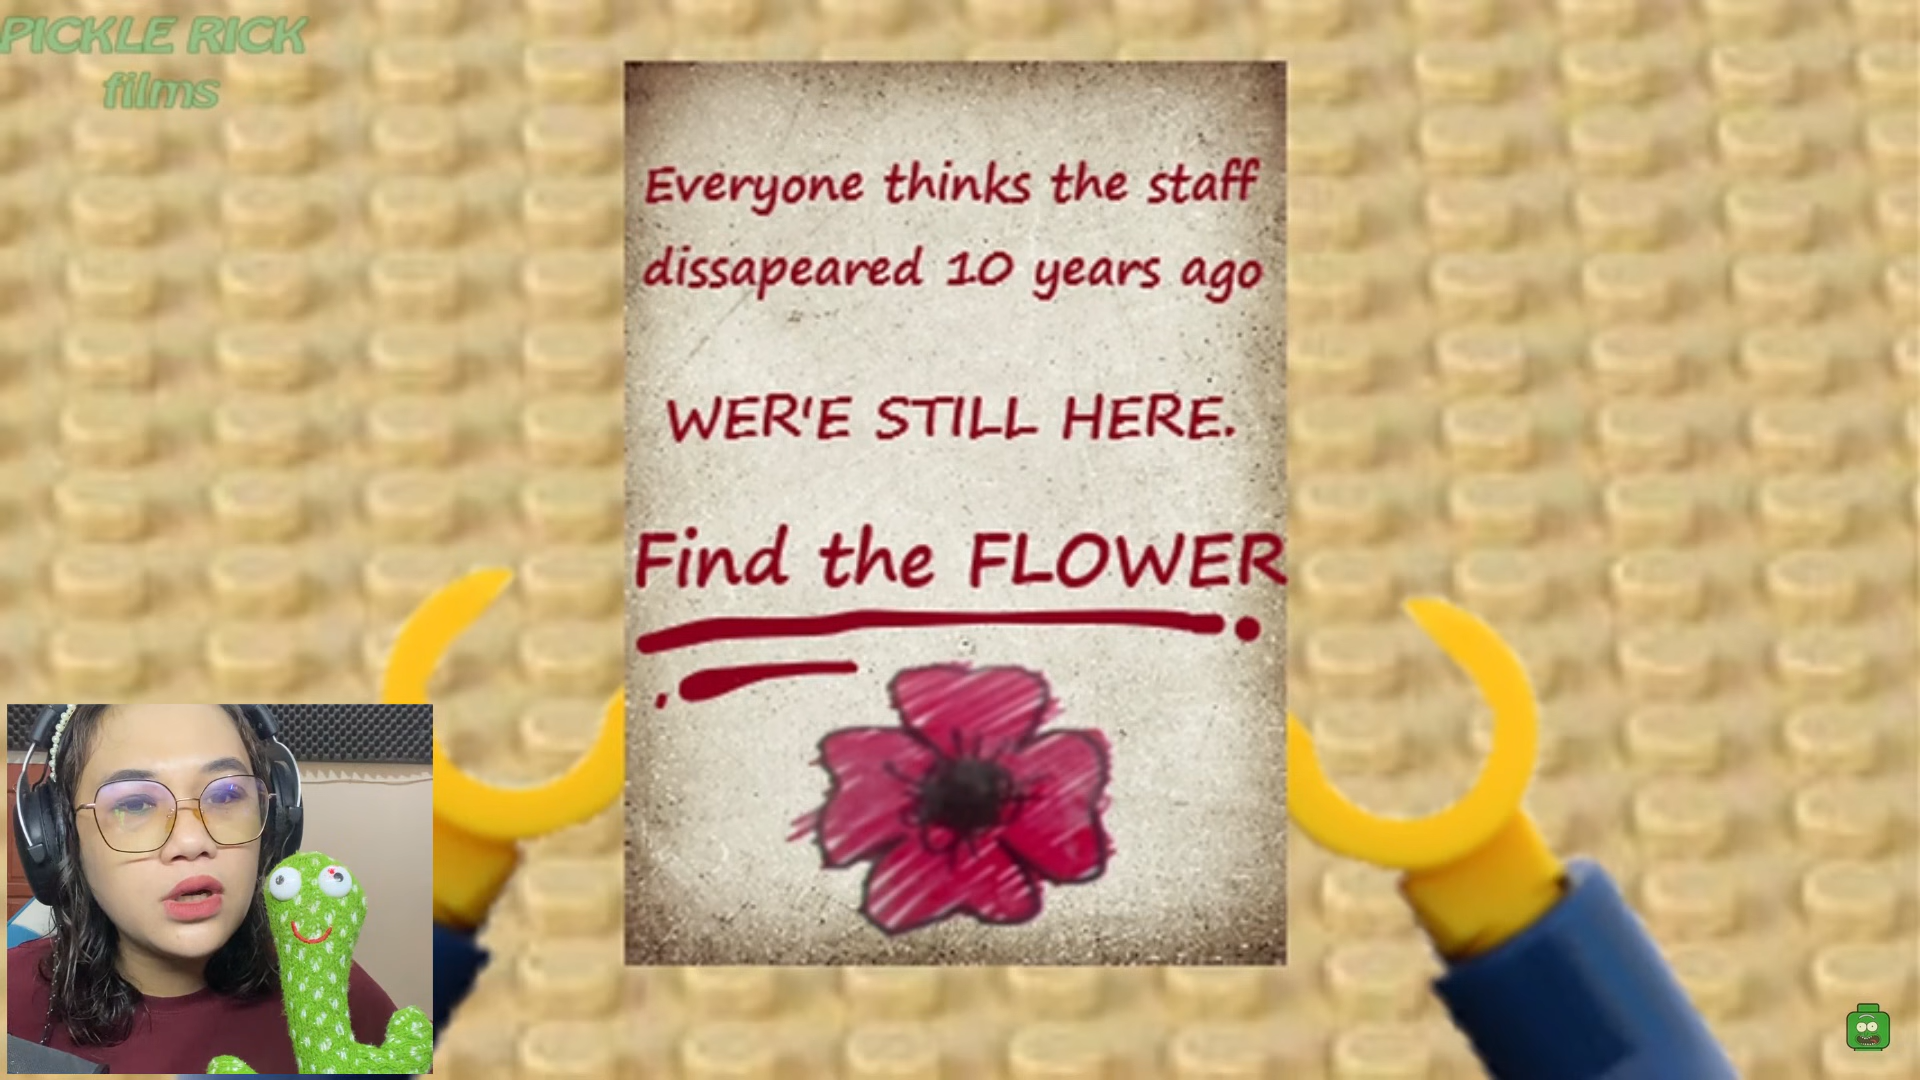 PICKLE RICK
films
Everyone thinks the staff
dissapeared 10 years ago
WER'E STILL HERE.
Find the FLOWER